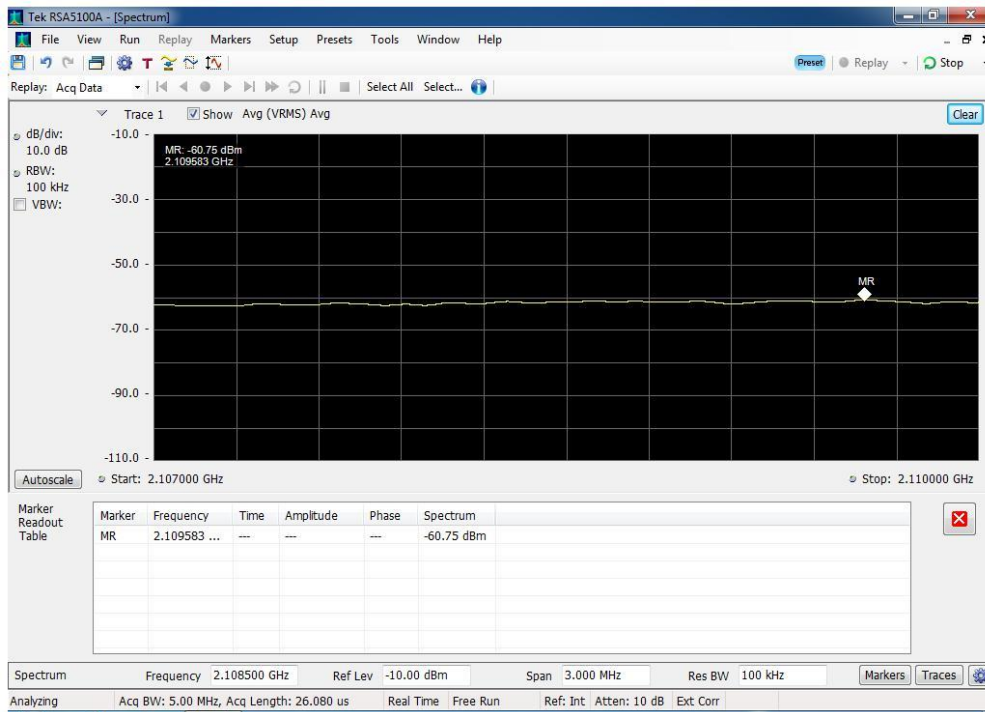 Tek RSA5100A - [Spectrum]
File View Run Replay Markers Setup Presets Tools Window Help
Preset Replay Stop
Replay: Acq Data Select All Select...
Trace 1 Show Avg (VRMS) Avg Clear
dB/div:
10.0 dB
RBW:
100 kHz
VBW:
-10.0
-30.0
-50.0
-70.0
-90.0
-110.0
MR: -60.75 dBm
2.109583 GHz
MR
Autoscale Start: 2.107000 GHz Stop: 2.110000 GHz
Marker
Readout
Table
Marker Frequency Time Amplitude Phase Spectrum
MR 2.109583 ... --- --- --- -60.75 dBm
Spectrum Frequency 2.108500 GHz Ref Lev -10.00 dBm Span 3.000 MHz Res BW 100 kHz Markers Traces
Analyzing Acq BW: 5.00 MHz, Acq Length: 26.080 us Real Time Free Run Ref: Int Atten: 10 dB Ext Corr